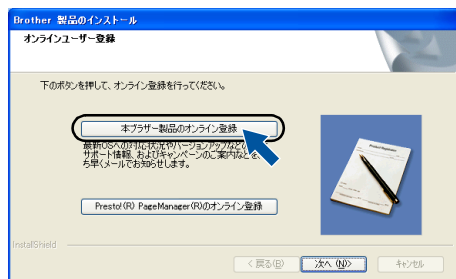 Brother 製品のインストール
オンラインユーザー登録
下のボタンを押して、オンライン登録を行ってください。
本ブラザー製品のオンライン登録
最新OSへの対応状況やバージョンアップなどの
サポート情報、およびキャンペーンのご案内などを、
ち早くメールでお知らせします。
Presto!(R) PageManager(R)のオンライン登録
Product Registration
InstallShield
< 戻る(B)
次へ (N)>
キャンセル